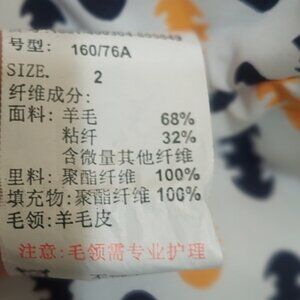 号型: 160/76A
SIZE. 2
纤维成分:
面料: 羊毛 68%
粘纤 32%
含微量其他纤维
里料: 聚酯纤维 100%
填充物:聚酯纤维 100%
毛领: 羊毛皮
注意: 毛领需专业护理